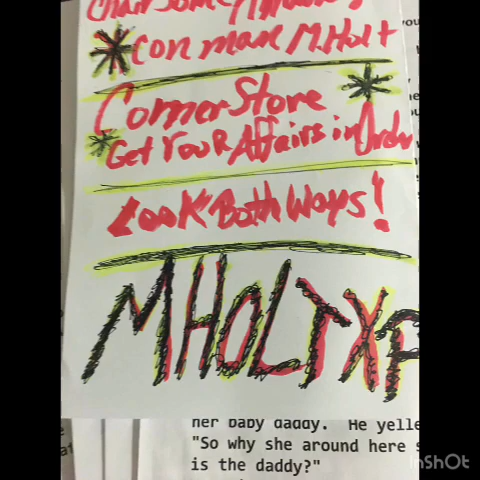 Con man M.Holt
Corner Store
Get YouR Affairs in Order
Look Both Ways!
MHOLTXP
her baby daddy. He yelle
"So why she around here s
is the daddy?"
InShOt